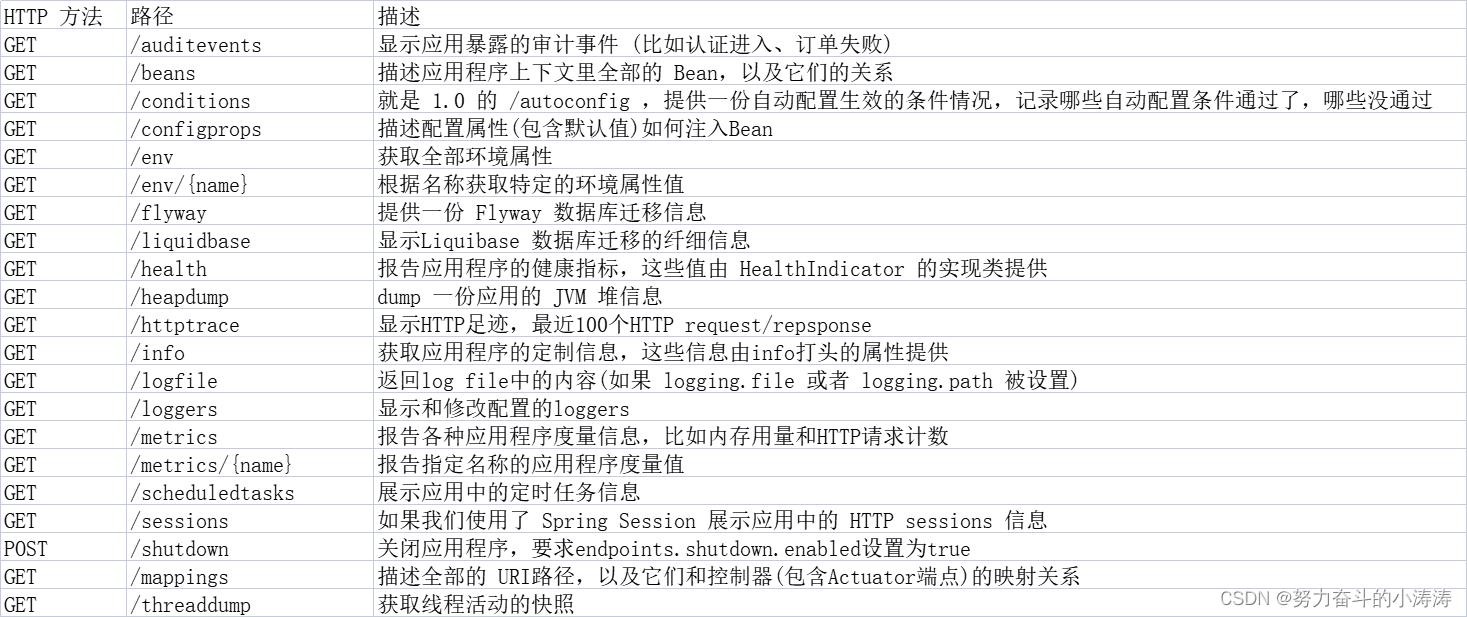 HTTP 方法 路径 描述
GET /auditevents 显示应用暴露的审计事件 (比如认证进入、订单失败)
GET /beans 描述应用程序上下文里全部的 Bean，以及它们的关系
GET /conditions 就是 1.0 的 /autoconfig ，提供一份自动配置生效的条件情况，记录哪些自动配置条件通过了，哪些没通过
GET /configprops 描述配置属性(包含默认值)如何注入Bean
GET /env 获取全部环境属性
GET /env/{name} 根据名称获取特定的环境属性值
GET /flyway 提供一份 Flyway 数据库迁移信息
GET /liquidbase 显示Liquibase 数据库迁移的纤细信息
GET /health 报告应用程序的健康指标，这些值由 HealthIndicator 的实现类提供
GET /heapdump dump 一份应用的 JVM 堆信息
GET /httptrace 显示HTTP足迹，最近100个HTTP request/repsponse
GET /info 获取应用程序的定制信息，这些信息由info打头的属性提供
GET /logfile 返回log file中的内容(如果 logging.file 或者 logging.path 被设置)
GET /loggers 显示和修改配置的loggers
GET /metrics 报告各种应用程序度量信息，比如内存用量和HTTP请求计数
GET /metrics/{name} 报告指定名称的应用程序度量值
GET /scheduledtasks 展示应用中的定时任务信息
GET /sessions 如果我们使用了 Spring Session 展示应用中的 HTTP sessions 信息
POST /shutdown 关闭应用程序，要求endpoints.shutdown.enabled设置为true
GET /mappings 描述全部的 URI路径，以及它们和控制器(包含Actuator端点)的映射关系
GET /threaddump 获取线程活动的快照
CSDN @努力奋斗的小涛涛